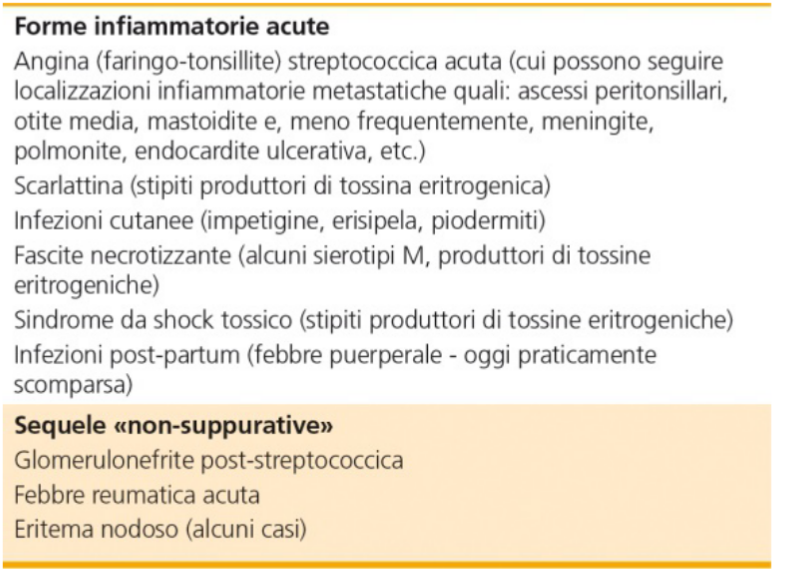 Forme infiammatorie acute
Angina (faringo-tonsillite) streptococcica acuta (cui possono seguire
localizzazioni infiammatorie metastatiche quali: ascessi peritonsillari,
otite media, mastoidite e, meno frequentemente, meningite,
polmonite, endocardite ulcerativa, etc.)
Scarlattina (stipiti produttori di tossina eritrogenica)
Infezioni cutanee (impetigine, erisipela, piodermiti)
Fascite necrotizzante (alcuni sierotipi M, produttori di tossine
eritrogeniche)
Sindrome da shock tossico (stipiti produttori di tossine eritrogeniche)
Infezioni post-partum (febbre puerperale - oggi praticamente
scomparsa)
Sequele «non-suppurative»
Glomerulonefrite post-streptococcica
Febbre reumatica acuta
Eritema nodoso (alcuni casi)